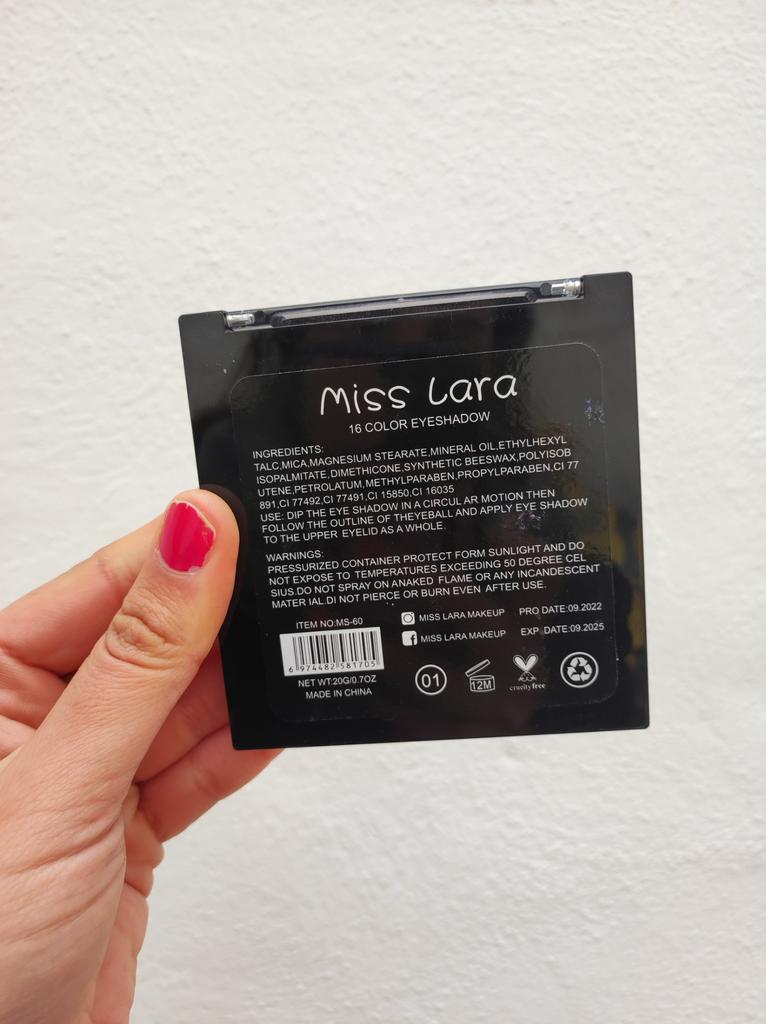 Miss Lara
16 COLOR EYESHADOW
INGREDIENTS:
TALC,MICA,MAGNESIUM STEARATE,MINERAL OIL,ETHYLHEXYL
ISOPALMITATE,DIMETHICONE,SYNTHETIC BEESWAX,POLYISOB
UTENE,PETROLATUM,METHYLPARABEN,PROPYLPARABEN,CI 77
891,CI 77492,CI 77491,CI 15850,CI 16035
USE: DIP THE EYE SHADOW IN A CIRCUL AR MOTION THEN
FOLLOW THE OUTLINE OF THEYEBALL AND APPLY EYE SHADOW
TO THE UPPER EYELID AS A WHOLE.
WARNINGS:
PRESSURIZED CONTAINER PROTECT FORM SUNLIGHT AND DO
NOT EXPOSE TO TEMPERATURES EXCEEDING 50 DEGREE CEL
SIUS.DO NOT SPRAY ON ANAKED FLAME OR ANY INCANDESCENT
MATER IAL.DI NOT PIERCE OR BURN EVEN AFTER USE.
ITEM NO:MS-60
6 974482 581705
NET WT:20G/0.7OZ
MADE IN CHINA
MISS LARA MAKEUP
MISS LARA MAKEUP
PRO DATE:09.2022
EXP DATE:09.2025
01
12M
cruelty free